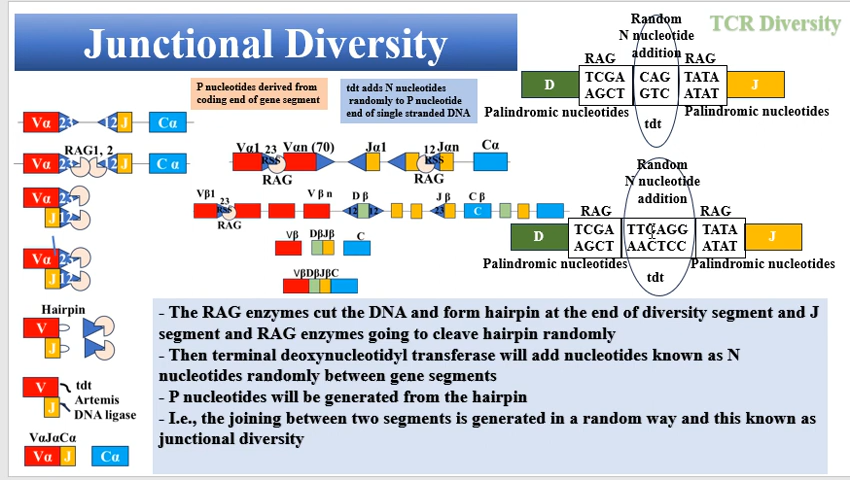 Junctional Diversity
TCR Diversity
P nucleotides derived from
coding end of gene segment
tdt adds N nucleotides
randomly to P nucleotide
end of single stranded DNA
Random
N nucleotide
addition
RAG
RAG
D
TCGA
AGCT
CAG
GTC
TATA
ATAT
J
Palindromic nucleotides
Palindromic nucleotides
tdt
Random
N nucleotide
addition
RAG
RAG
D
TCGA
AGCT
AACTCC
TATA
ATAT
J
Palindromic nucleotides
Palindromic nucleotides
tdt
Vα 23 12 J Cα
RAG1, 2
Vα 23 12 J C α
Vα 23
J 12
Vα 23
J 12
Hairpin
V
J
V
J
tdt
Artemis
DNA ligase
VαJαCα
Vα J Cα
Vα1 23 RSS Vαn (70) Jα1 12 RSS Jαn Cα
RAG RAG
Vβ1 23 RSS V β n D β J β C β
12 12 23 C
RAG
Vβ DβJβ C
VβDβJβC
- The RAG enzymes cut the DNA and form hairpin at the end of diversity segment and J
segment and RAG enzymes going to cleave hairpin randomly
- Then terminal deoxynucleotidyl transferase will add nucleotides known as N
nucleotides randomly between gene segments
- P nucleotides will be generated from the hairpin
- I.e., the joining between two segments is generated in a random way and this known as
junctional diversity